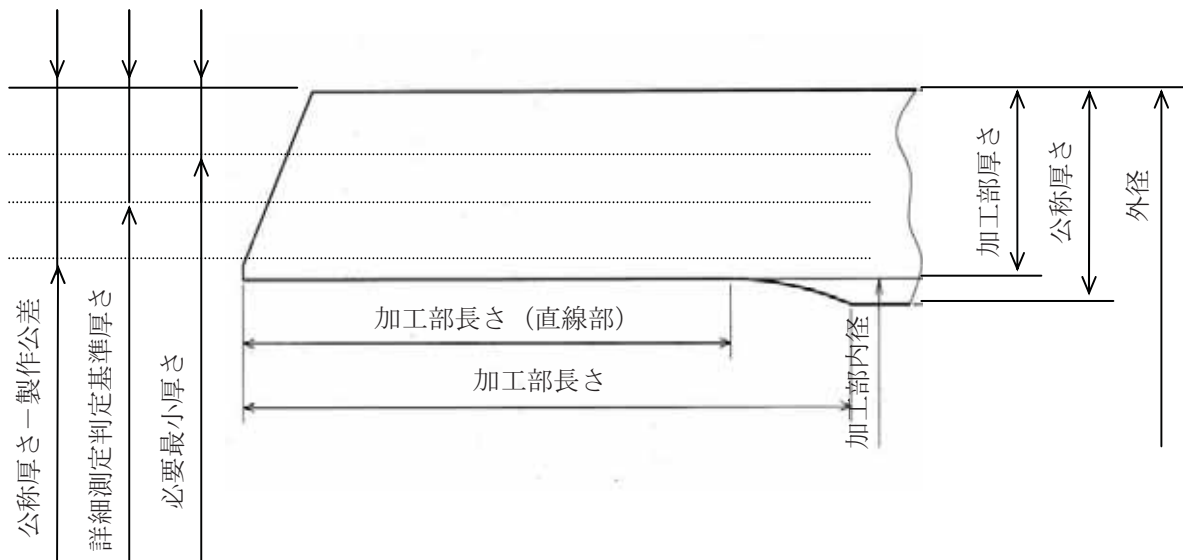 公称厚さ－製作公差
詳細測定判定基準厚さ
必要最小厚さ
加工部長さ（直線部）
加工部長さ
加工部内径
加工部厚さ
公称厚さ
外径